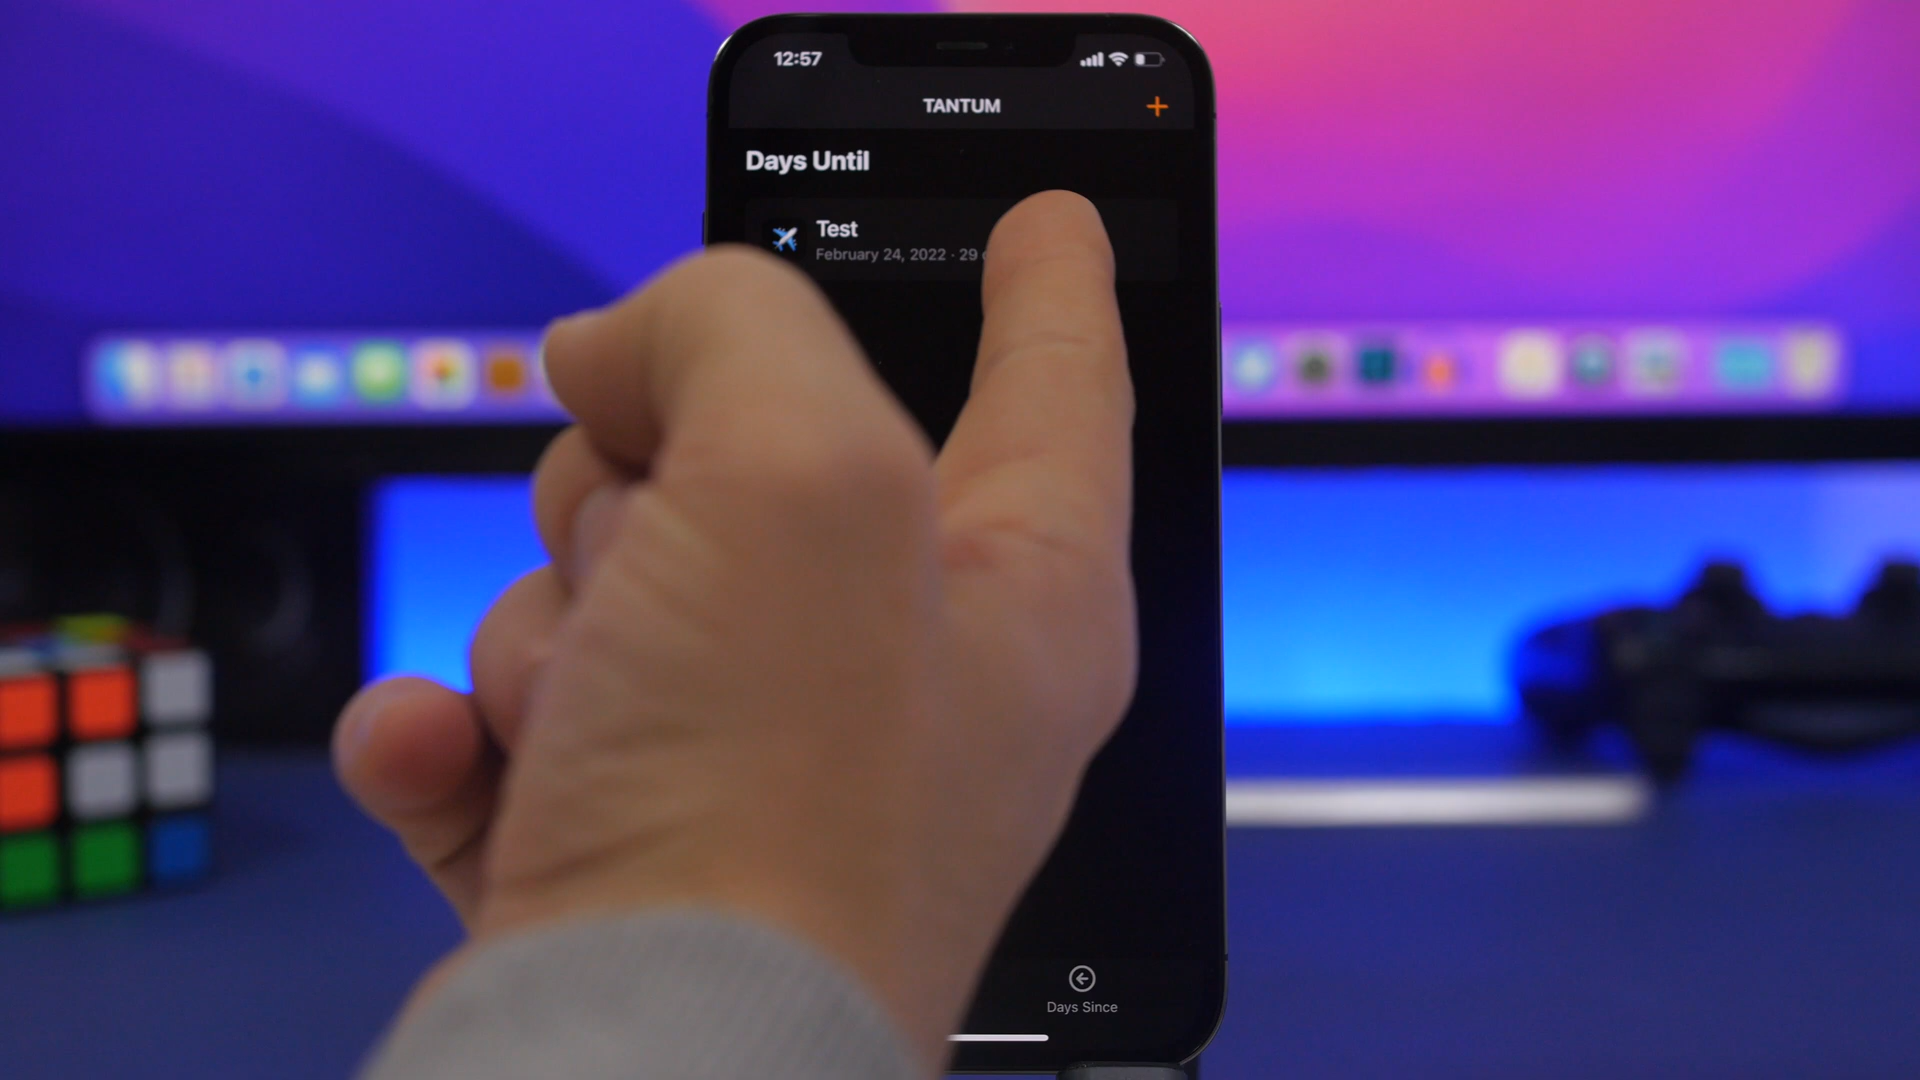 12:57
TANTUM
+
Days Until
Test
February 24, 2022 · 29
Days Since